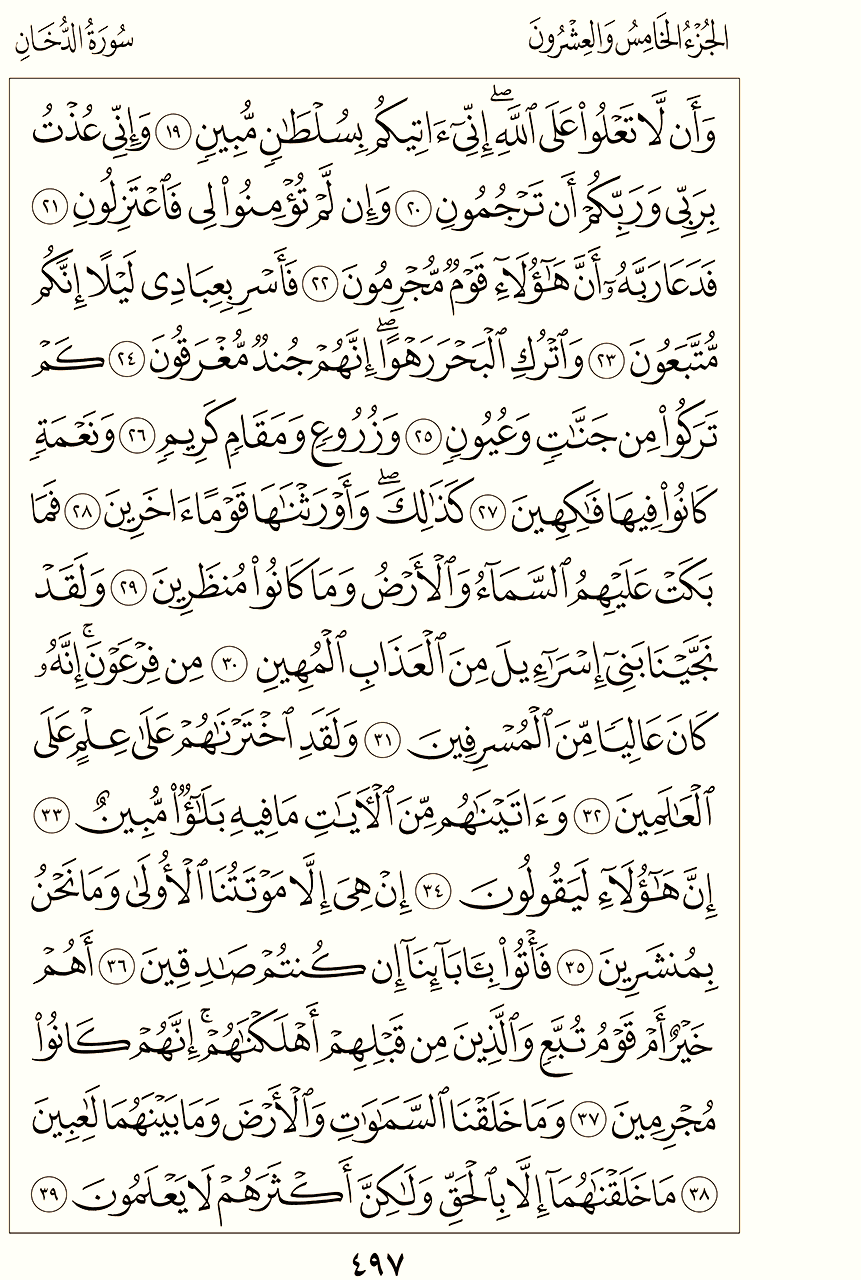 الجُزْءُ الخَامِسُ وَالعِشْرُونَ
سُورَةُ الدُّخَانِ
وَأَن لَّا تَعْلُوا۟ عَلَى ٱللَّهِ ۖ إِنِّىٓ ءَاتِيكُم بِسُلْطَـٰنٍ مُّبِينٍ ١٩ وَإِنِّى عُذْتُ
بِرَبِّى وَرَبِّكُمْ أَن تَرْجُمُونِ ٢٠ وَإِن لَّمْ تُؤْمِنُوا۟ لِى فَٱعْتَزِلُونِ ٢١
فَدَعَا رَبَّهُۥٓ أَنَّ هَـٰٓؤُلَآءِ قَوْمٌ مُّجْرِمُونَ ٢٢ فَأَسْرِ بِعِبَادِى لَيْلًا إِنَّكُم
مُّتَّبَعُونَ ٢٣ وَٱتْرُكِ ٱلْبَحْرَ رَهْوًا ۖ إِنَّهُمْ جُندٌ مُّغْرَقُونَ ٢٤ كَمْ
تَرَكُوا۟ مِن جَنَّـٰتٍ وَعُيُونٍ ٢٥ وَزُرُوعٍ وَمَقَامٍ كَرِيمٍ ٢٦ وَنَعْمَةٍ
كَانُوا۟ فِيهَا فَـٰكِهِينَ ٢٧ كَذَٰلِكَ ۖ وَأَوْرَثْنَـٰهَا قَوْمًا ءَاخَرِينَ ٢٨ فَمَا
بَكَتْ عَلَيْهِمُ ٱلسَّمَآءُ وَٱلْأَرْضُ وَمَا كَانُوا۟ مُنظَرِينَ ٢٩ وَلَقَدْ
نَجَّيْنَا بَنِىٓ إِسْرَٰٓءِيلَ مِنَ ٱلْعَذَابِ ٱلْمُهِينِ ٣٠ مِن فِرْعَوْنَ ۚ إِنَّهُۥ
كَانَ عَالِيًا مِّنَ ٱلْمُسْرِفِينَ ٣١ وَلَقَدِ ٱخْتَرْنَـٰهُمْ عَلَىٰ عِلْمٍ عَلَى
ٱلْعَـٰلَمِينَ ٣٢ وَءَاتَيْنَـٰهُم مِّنَ ٱلْـَٔايَـٰتِ مَا فِيهِ بَلَـٰٓؤٌا۟ مُّبِينٌ ٣٣
إِنَّ هَـٰٓؤُلَآءِ لَيَقُولُونَ ٣٤ إِنْ هِىَ إِلَّا مَوْتَتُنَا ٱلْأُولَىٰ وَمَا نَحْنُ
بِمُنشَرِينَ ٣٥ فَأْتُوا۟ بِـَٔابَآئِنَآ إِن كُنتُمْ صَـٰدِقِينَ ٣٦ أَهُمْ
خَيْرٌ أَمْ قَوْمُ تُبَّعٍ وَٱلَّذِينَ مِن قَبْلِهِمْ أَهْلَكْنَـٰهُمْ ۚ إِنَّهُمْ كَانُوا۟
مُجْرِمِينَ ٣٧ وَمَا خَلَقْنَا ٱلسَّمَـٰوَٰتِ وَٱلْأَرْضَ وَمَا بَيْنَهُمَا لَـٰعِبِينَ
٣٨ مَا خَلَقْنَـٰهُمَآ إِلَّا بِٱلْحَقِّ وَلَـٰكِنَّ أَكْثَرَهُمْ لَا يَعْلَمُونَ ٣٩
٤٩٧